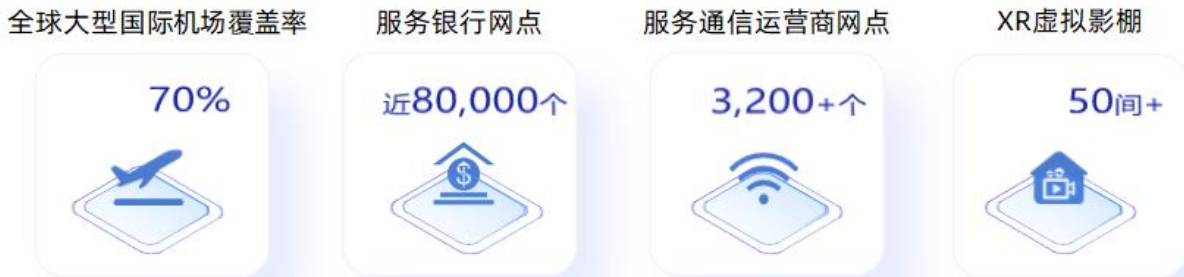 全球大型国际机场覆盖率
服务银行网点
服务通信运营商网点
XR虚拟影棚
70%
近80,000个
3,200+个
50间+
$